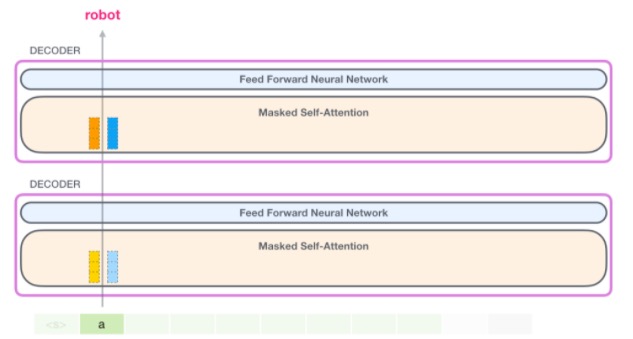 robot
DECODER
Feed Forward Neural Network
Masked Self-Attention
DECODER
Feed Forward Neural Network
Masked Self-Attention
<s> a